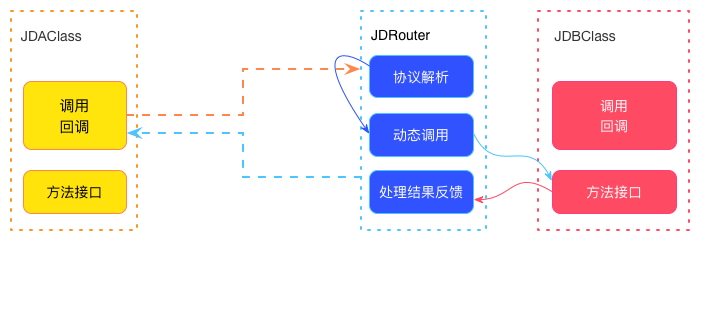 JDAClass
调用
回调
方法接口
JDRouter
协议解析
动态调用
处理结果反馈
JDBClass
调用
回调
方法接口